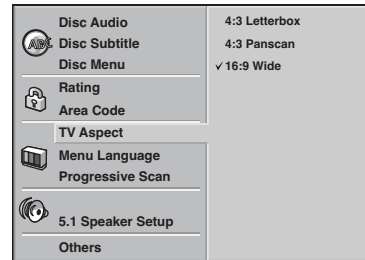 Disc Audio
Disc Subtitle
Disc Menu
Rating
Area Code
TV Aspect
Menu Language
Progressive Scan
5.1 Speaker Setup
Others
4:3 Letterbox
4:3 Panscan
✓ 16:9 Wide